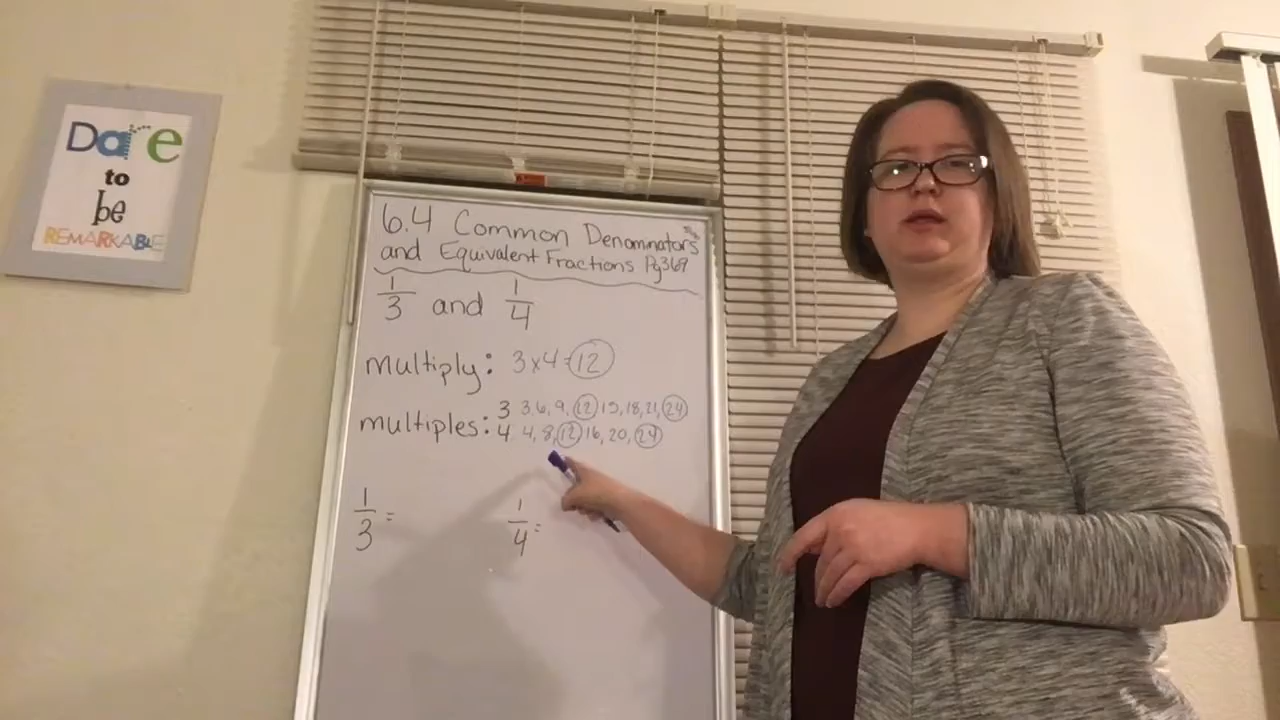 Dare
to
be
REMARKABLE
6.4 Common Denominators
and Equivalent Fractions Pg369
1/3 and 1/4
multiply: 3x4=12
multiples: 3 3, 6, 9, 12 15, 18, 21, 24
4 4, 8, 12 16, 20, 24
1/3 = 1/4 =